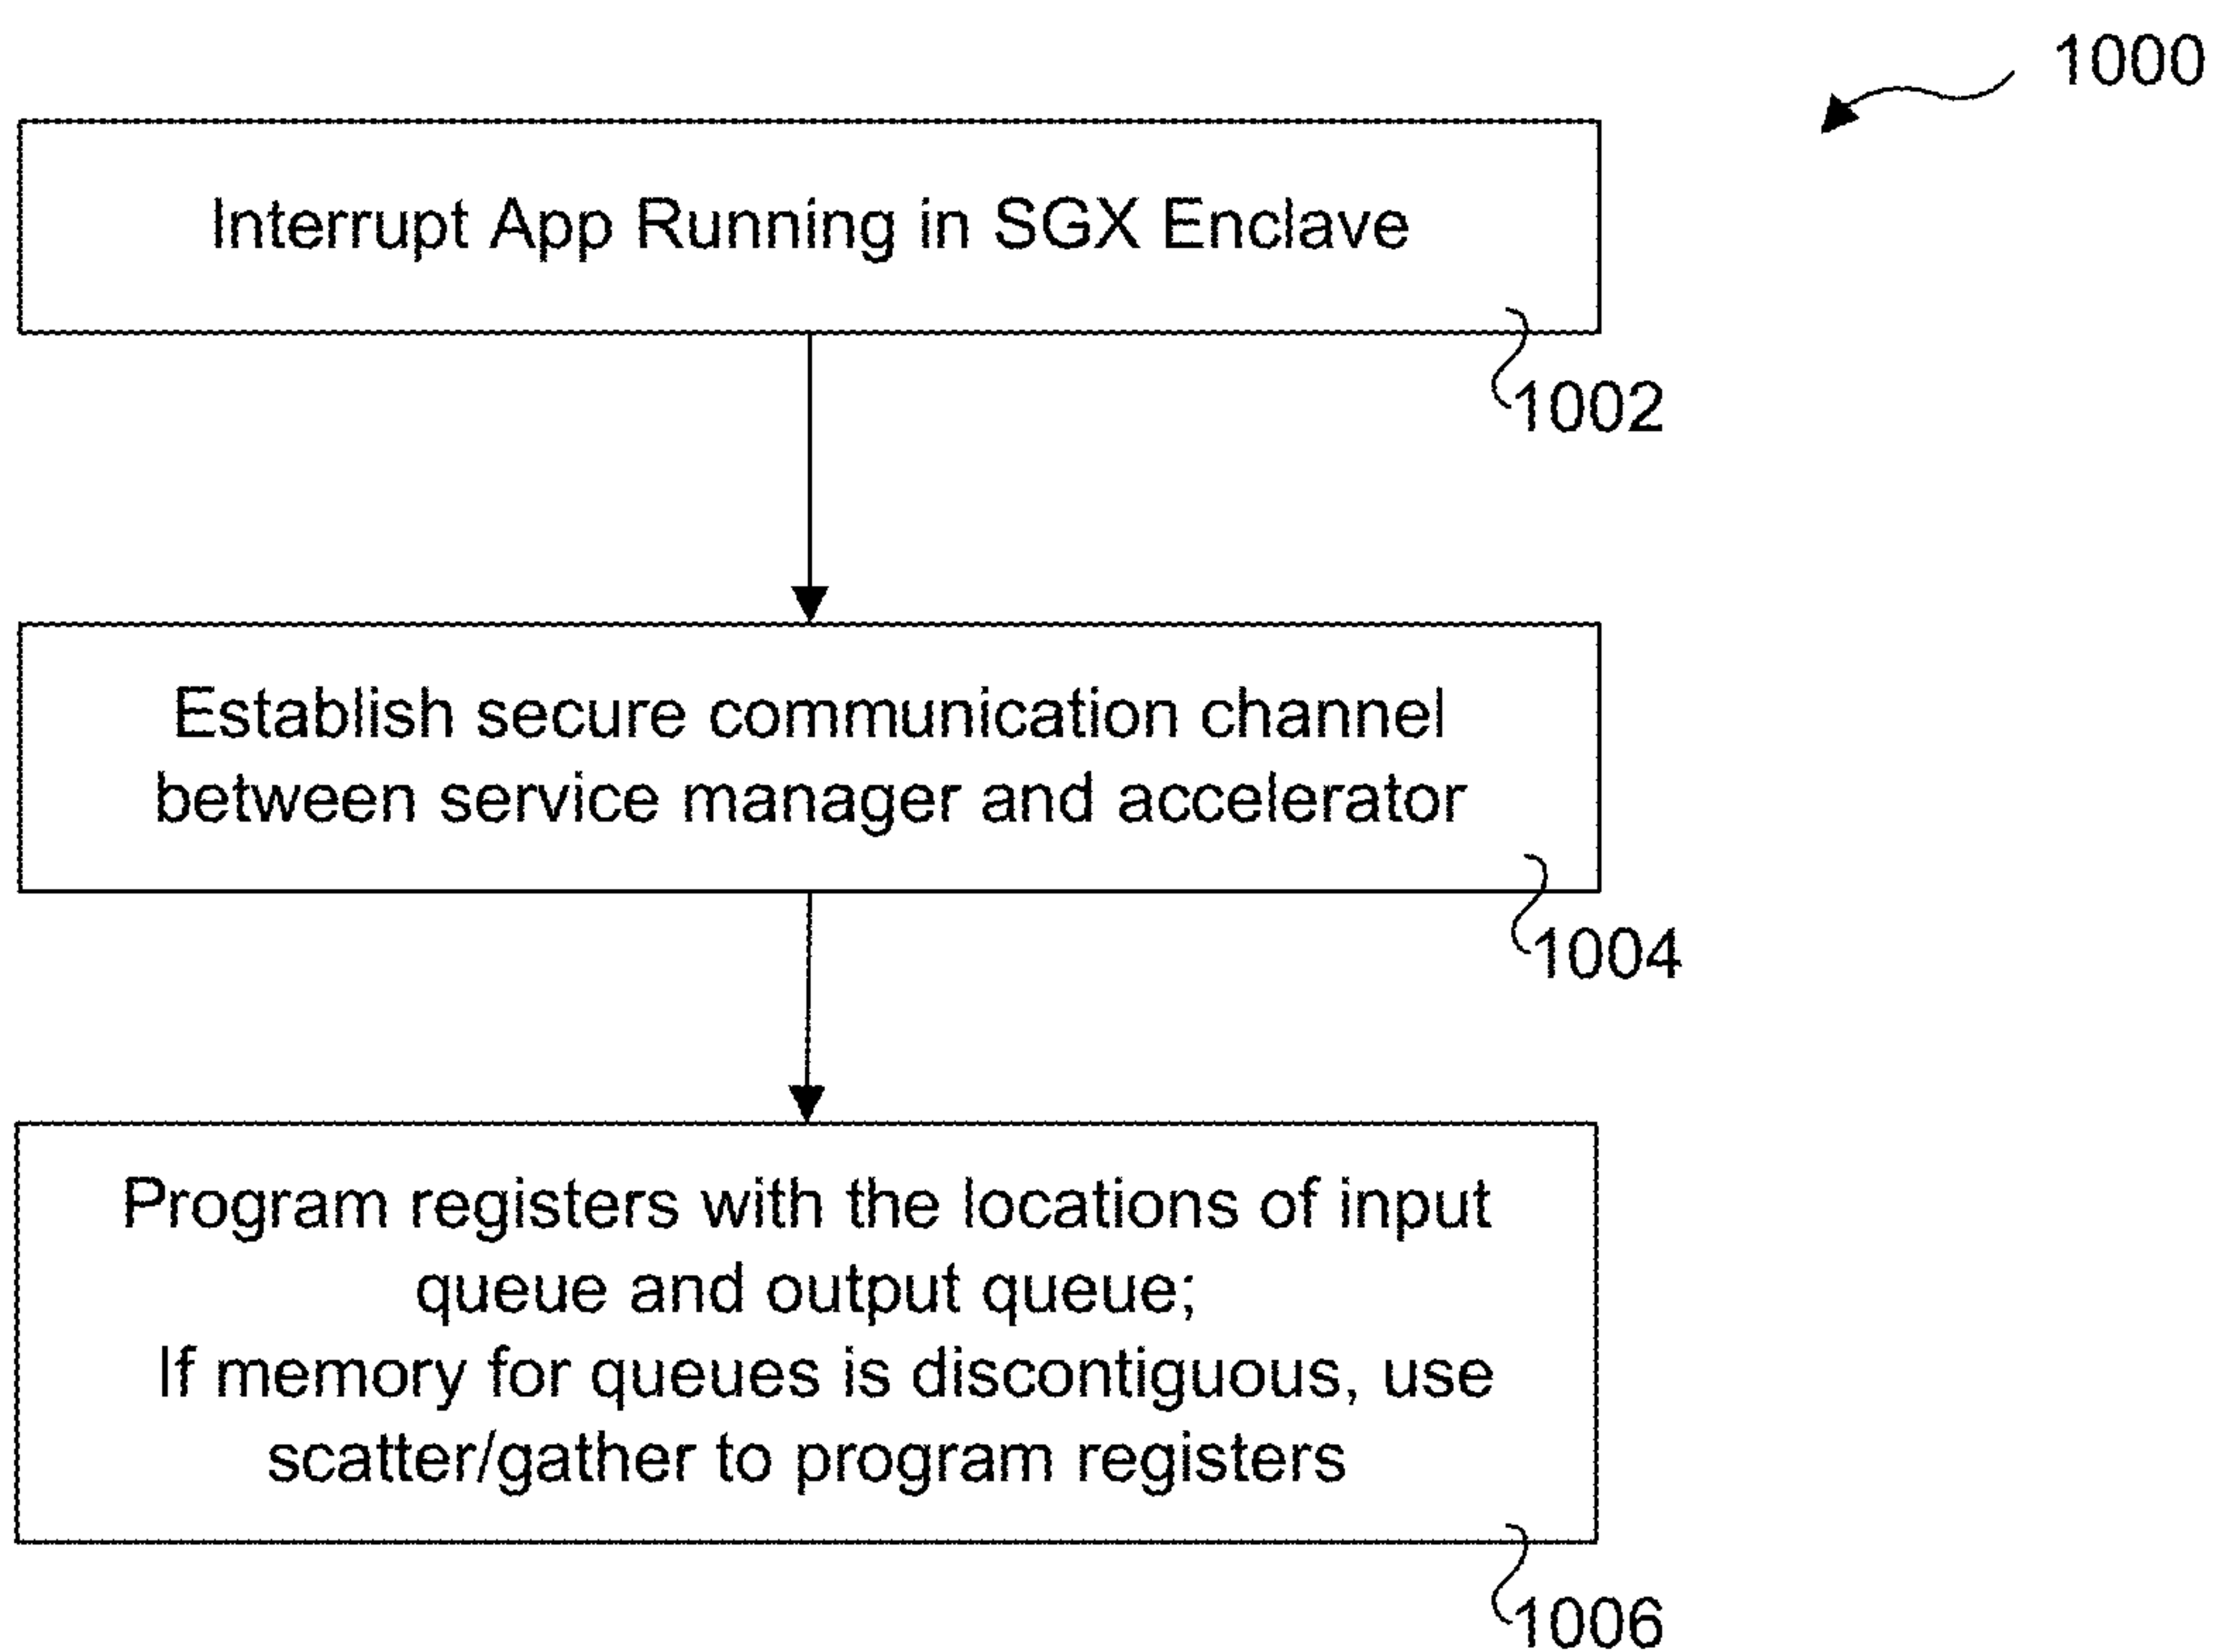 1000
Interrupt App Running in SGX Enclave
1002
Establish secure communication channel
between service manager and accelerator
1004
Program registers with the locations of input
queue and output queue;
If memory for queues is discontiguous, use
scatter/gather to program registers
1006